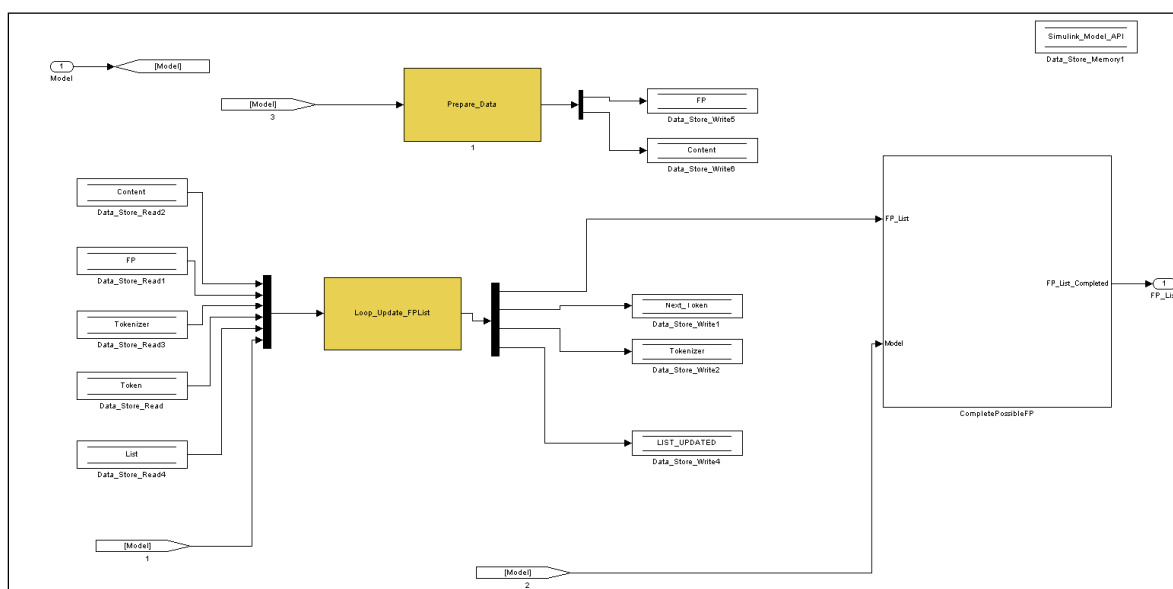 Simulink_Model_API
Data_Store_Memory1
1
Model
[Model]
[Model]
3
Prepare_Data
1
FP
Data_Store_Write5
Content
Data_Store_Write6
Content
Data_Store_Read2
FP
Data_Store_Read1
Tokenizer
Data_Store_Read3
Token
Data_Store_Read
List
Data_Store_Read4
[Model]
1
Loop_Update_FPList
Next_Token
Data_Store_Write1
Tokenizer
Data_Store_Write2
LIST_UPDATED
Data_Store_Write4
[Model]
2
FP_List
Model
FP_List_Completed
CompletePossibleFP
1
FP_List